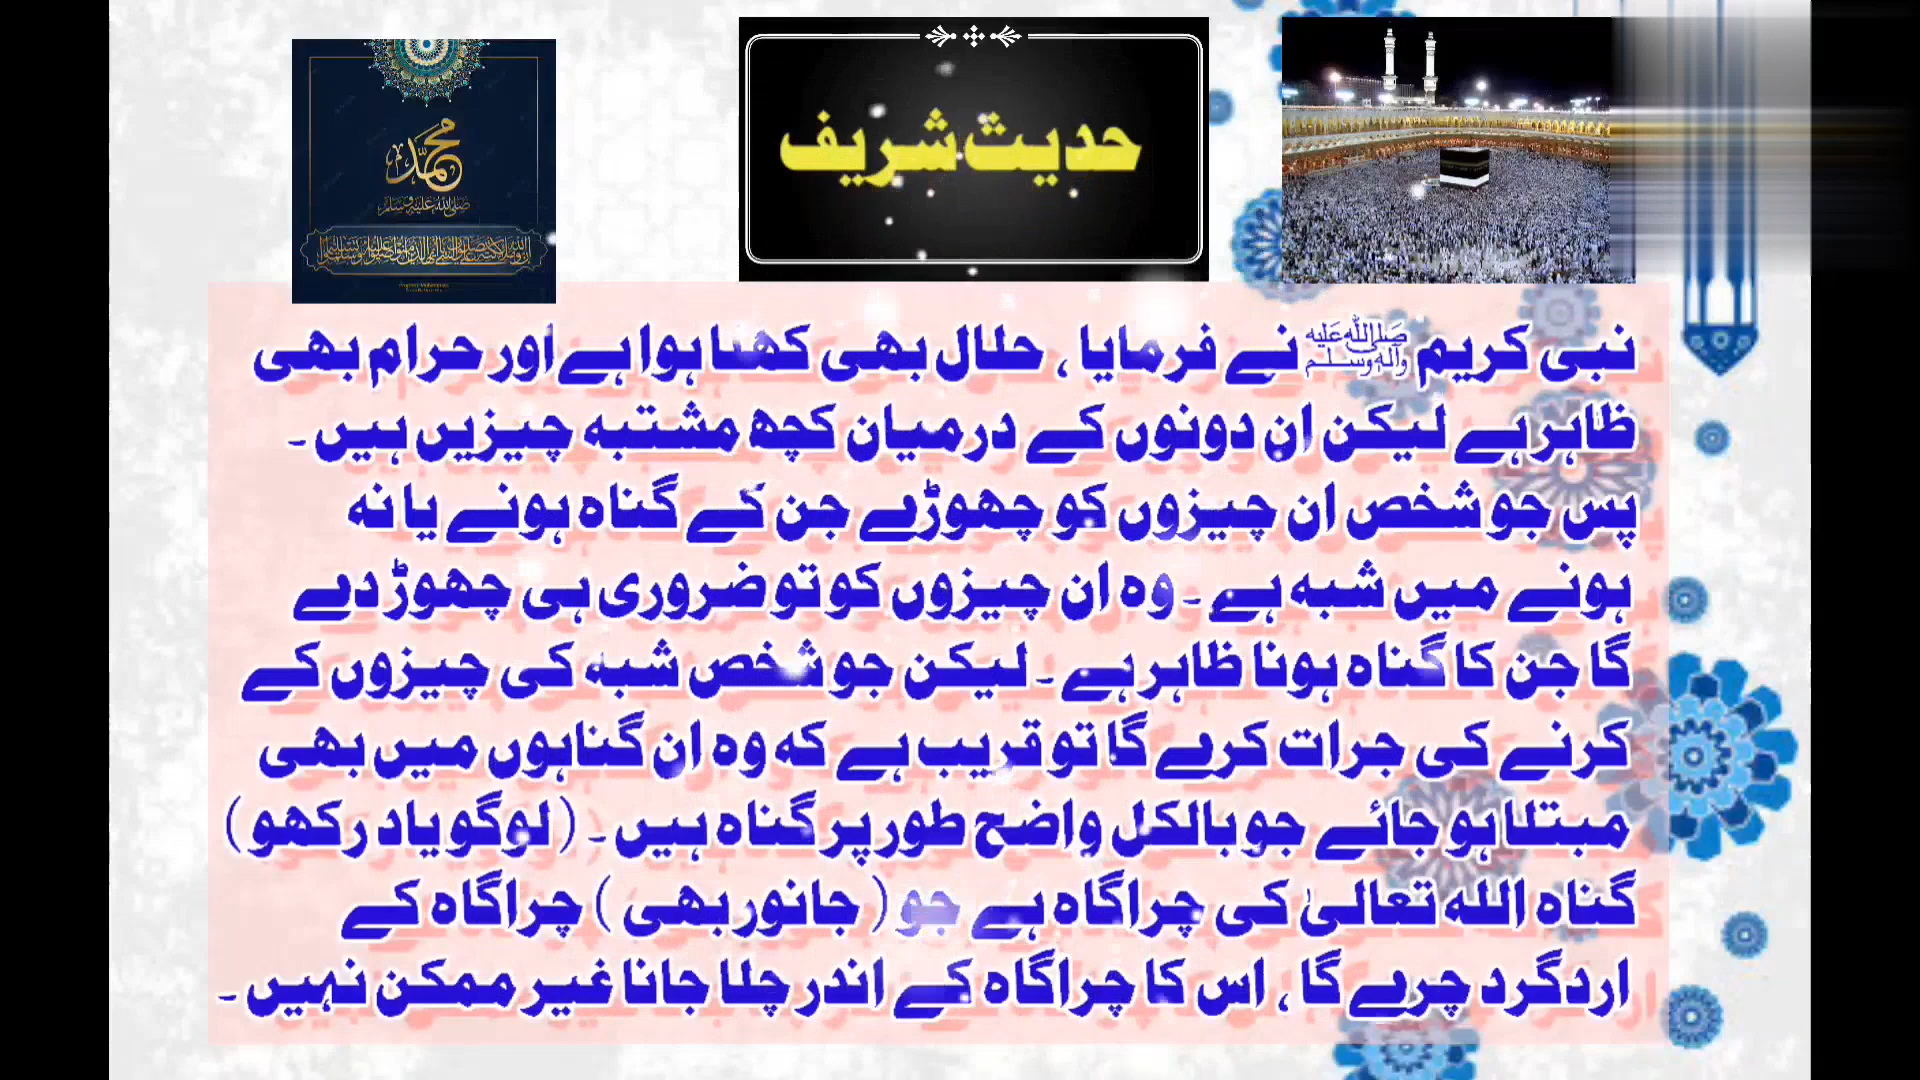 حدیث شریف
محمد
صلی اللہ علیہ وسلم
نبی کریم ﷺ نے فرمایا ، حلال بھی کھلا ہوا ہے اور حرام بھی
ظاہر ہے لیکن ان دونوں کے درمیان کچھ مشتبہ چیزیں ہیں ۔
پس جو شخص ان چیزوں کو چھوڑے جن کے گناہ ہونے یا نہ
ہونے میں شبہ ہے ۔ وہ ان چیزوں کو تو ضروری ہی چھوڑ دے
گا جن کا گناہ ہونا ظاہر ہے ۔ لیکن جو شخص شبہ کی چیزوں کے
کرنے کی جرات کرے گا تو قریب ہے کہ وہ ان گناہوں میں بھی
مبتلا ہو جائے جو بالکل واضح طور پر گناہ ہیں ۔ ( لوگو یاد رکھو )
گناہ اللہ تعالیٰ کی چراگاہ ہے جو ( جانور بھی ) چراگاہ کے
ارد گرد چرے گا ، اس کا چراگاہ کے اندر چلا جانا غیر ممکن نہیں ۔